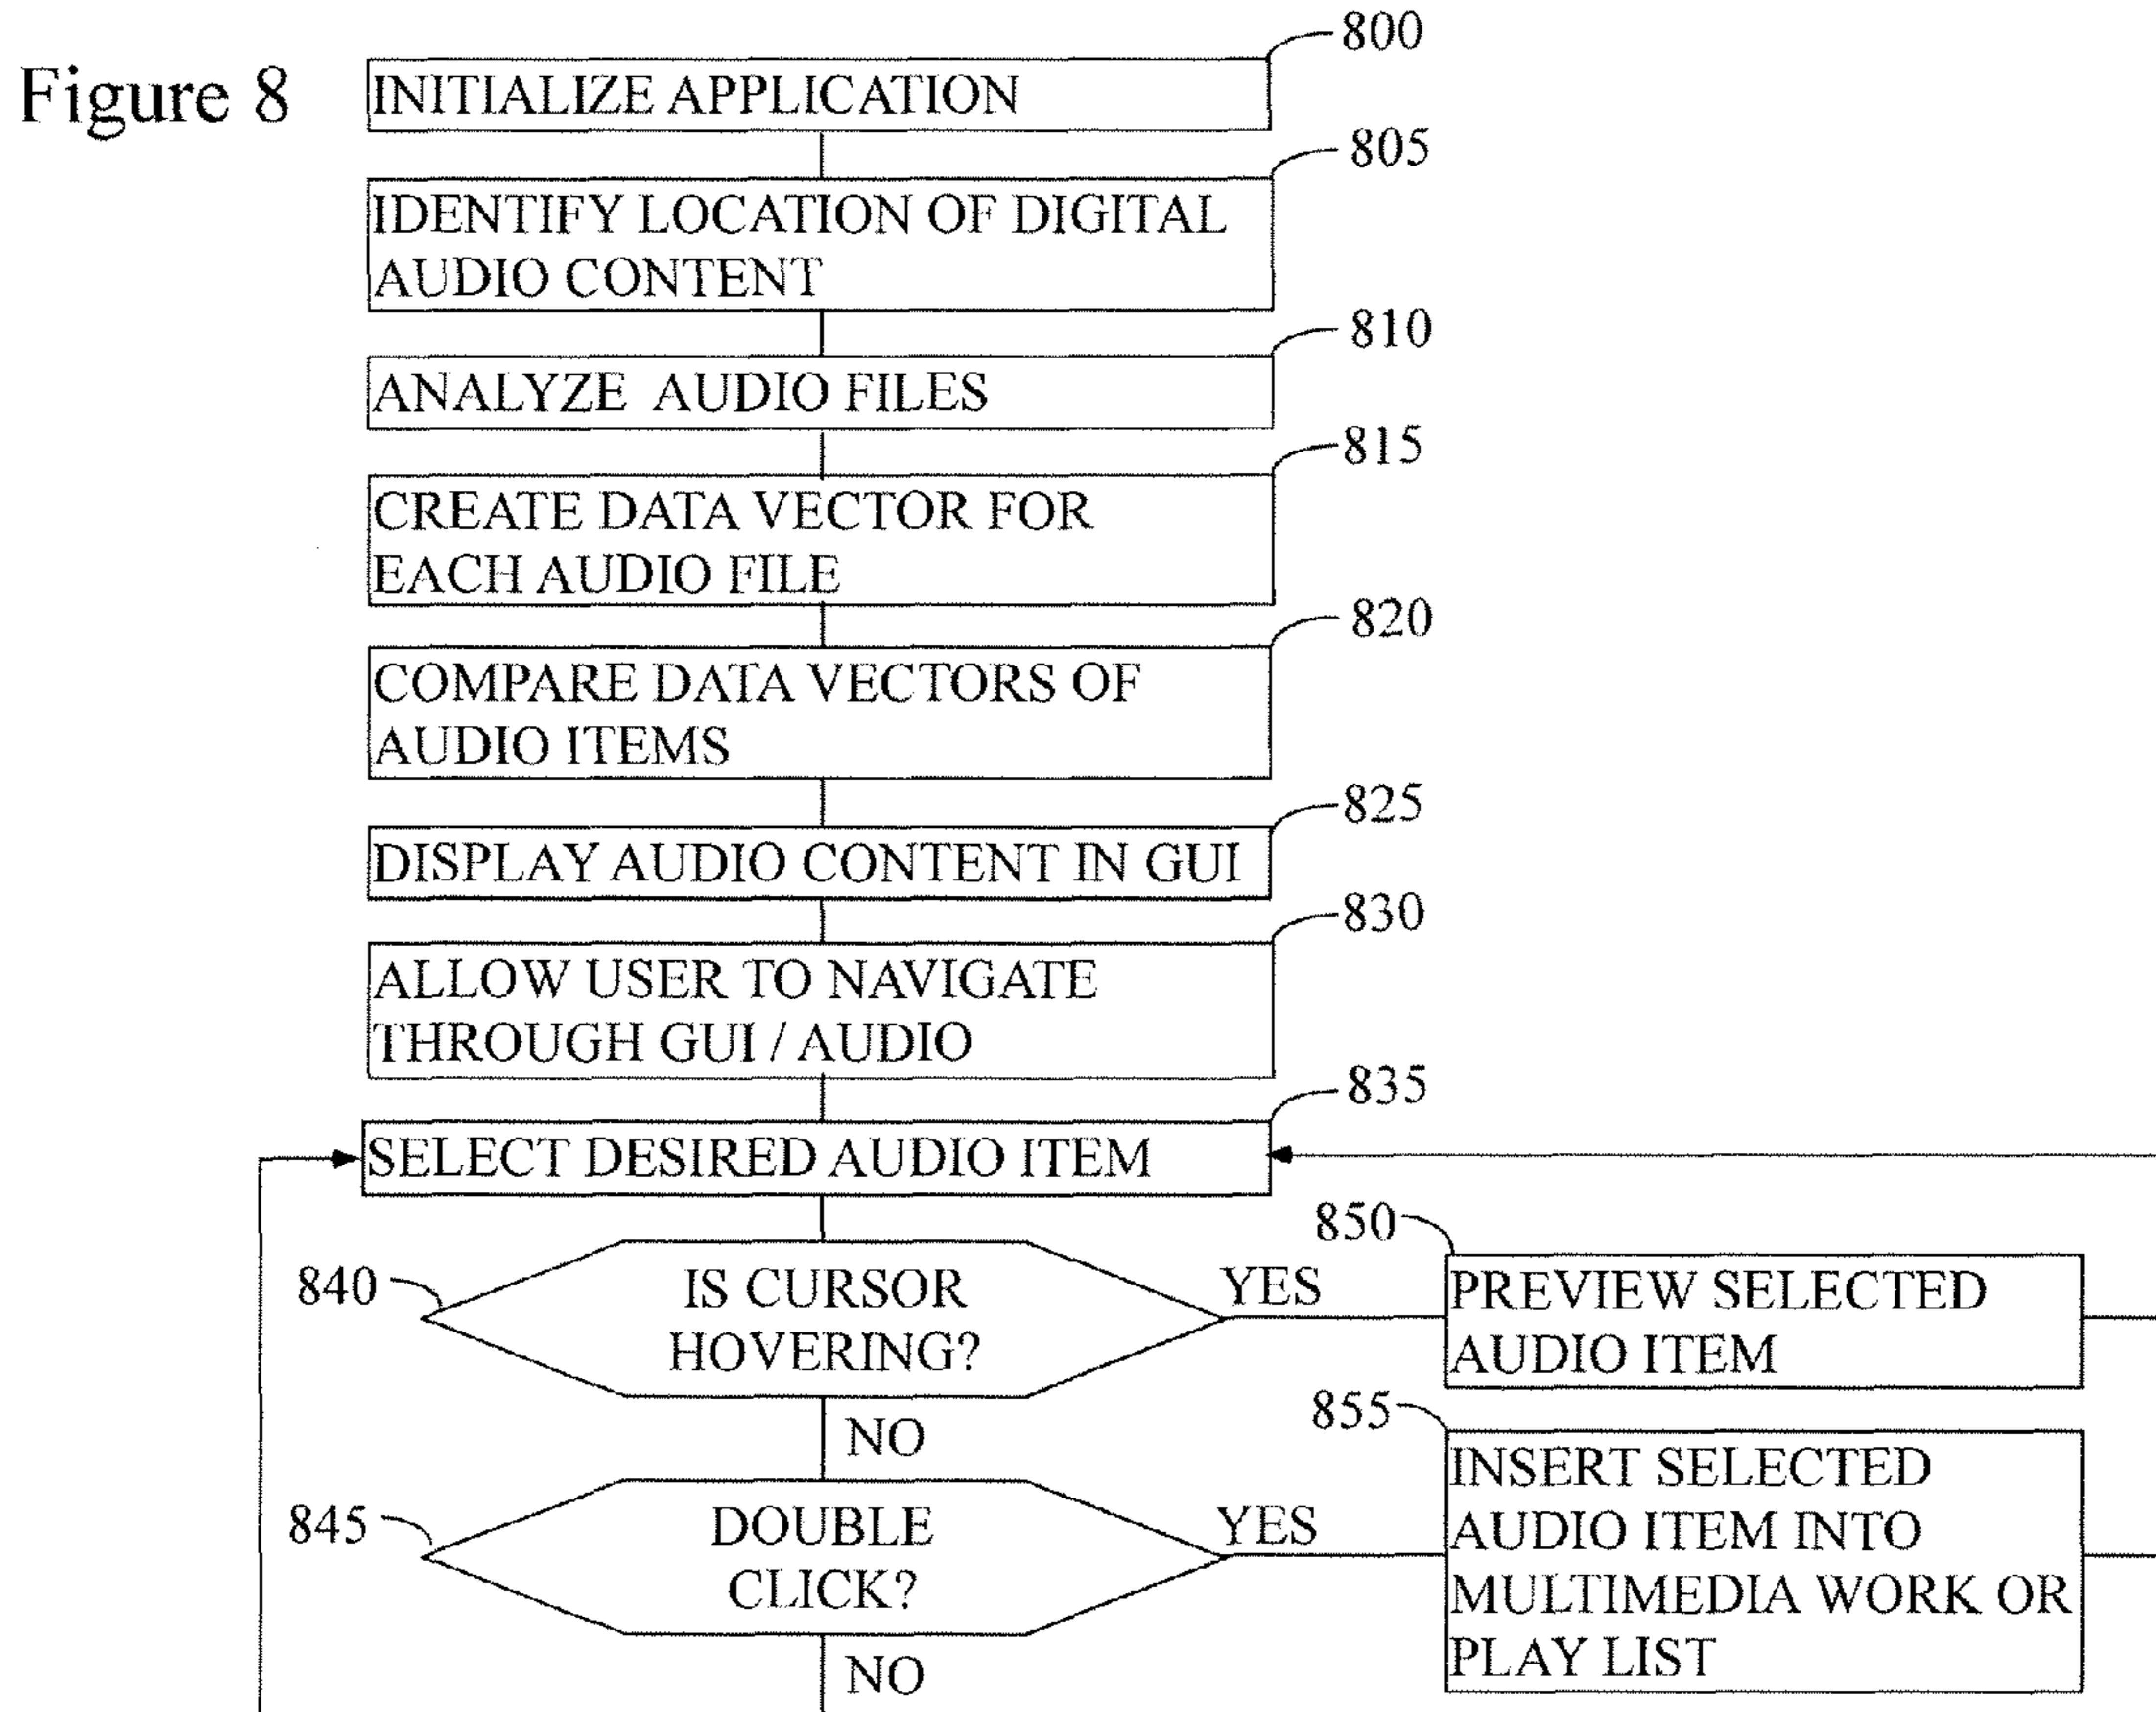 Figure 8
800
INITIALIZE APPLICATION
805
IDENTIFY LOCATION OF DIGITAL
AUDIO CONTENT
810
ANALYZE AUDIO FILES
815
CREATE DATA VECTOR FOR
EACH AUDIO FILE
820
COMPARE DATA VECTORS OF
AUDIO ITEMS
825
DISPLAY AUDIO CONTENT IN GUI
830
ALLOW USER TO NAVIGATE
THROUGH GUI / AUDIO
835
SELECT DESIRED AUDIO ITEM
840
IS CURSOR
HOVERING?
YES
850
PREVIEW SELECTED
AUDIO ITEM
NO
845
DOUBLE
CLICK?
YES
855
INSERT SELECTED
AUDIO ITEM INTO
MULTIMEDIA WORK OR
PLAY LIST
NO